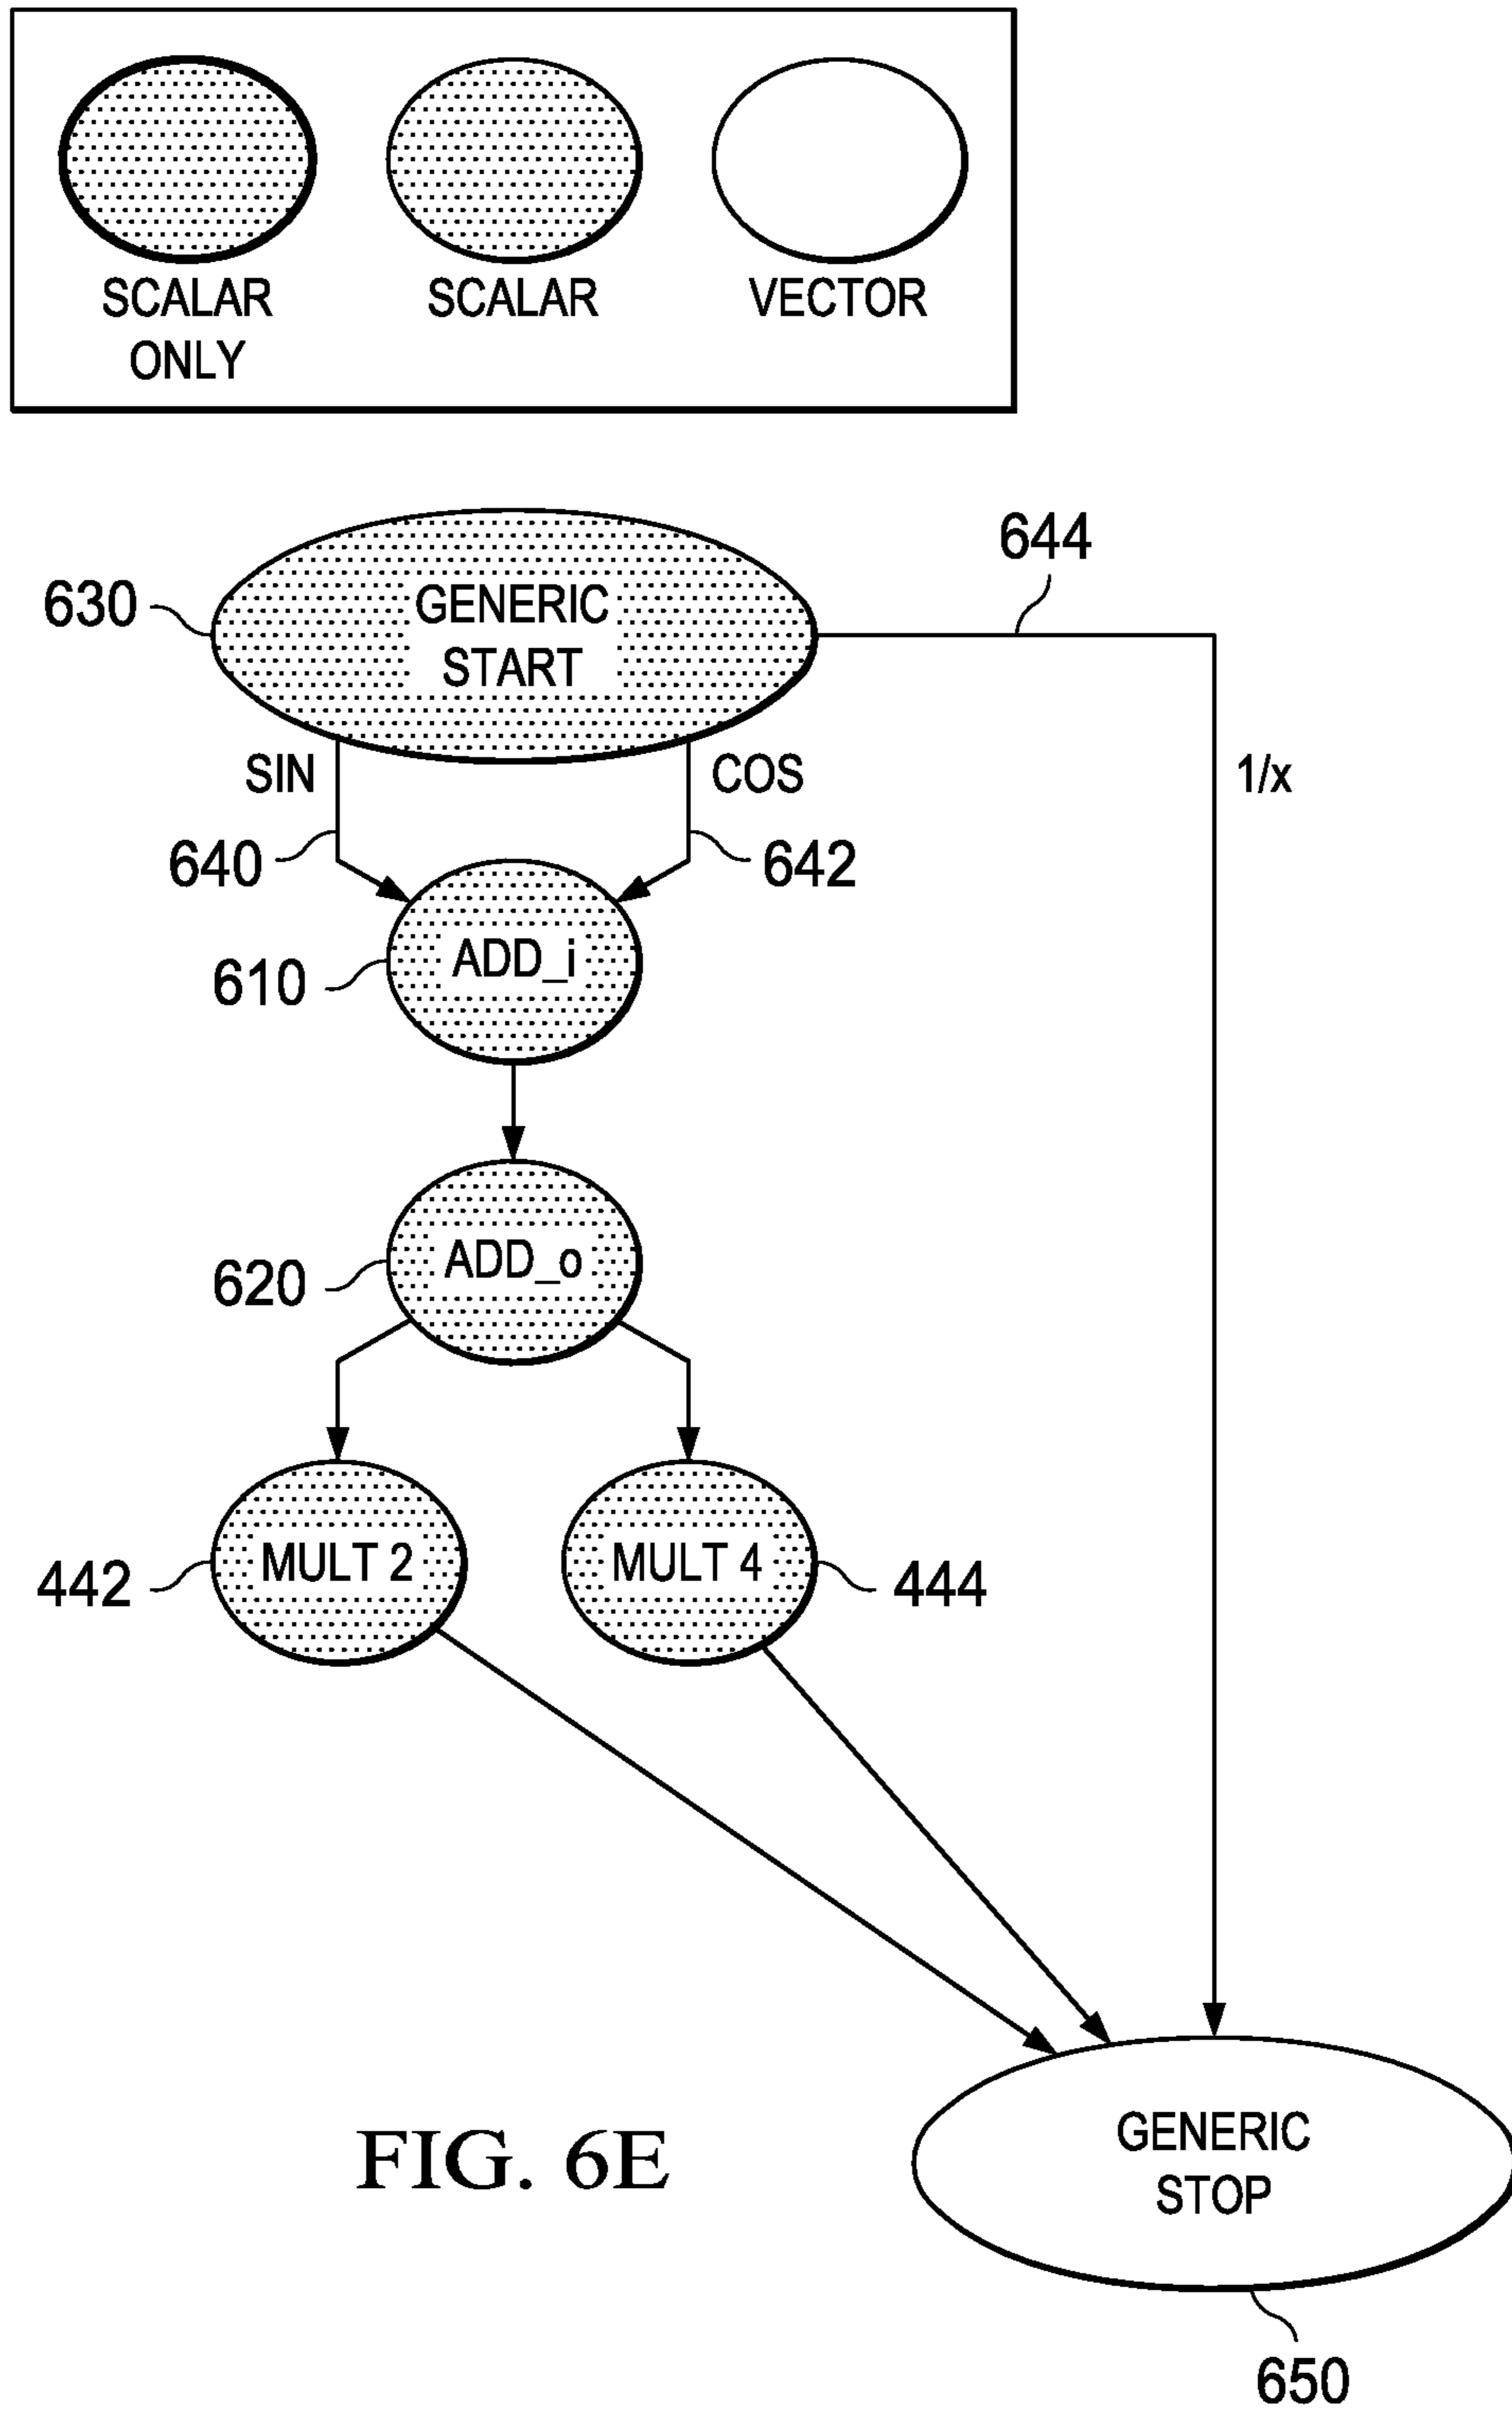 SCALAR
ONLY
SCALAR
VECTOR
644
630
GENERIC
START
SIN
COS
1/x
640
642
610
ADD_i
620
ADD_o
442
MULT 2
MULT 4
444
FIG. 6E
GENERIC
STOP
650